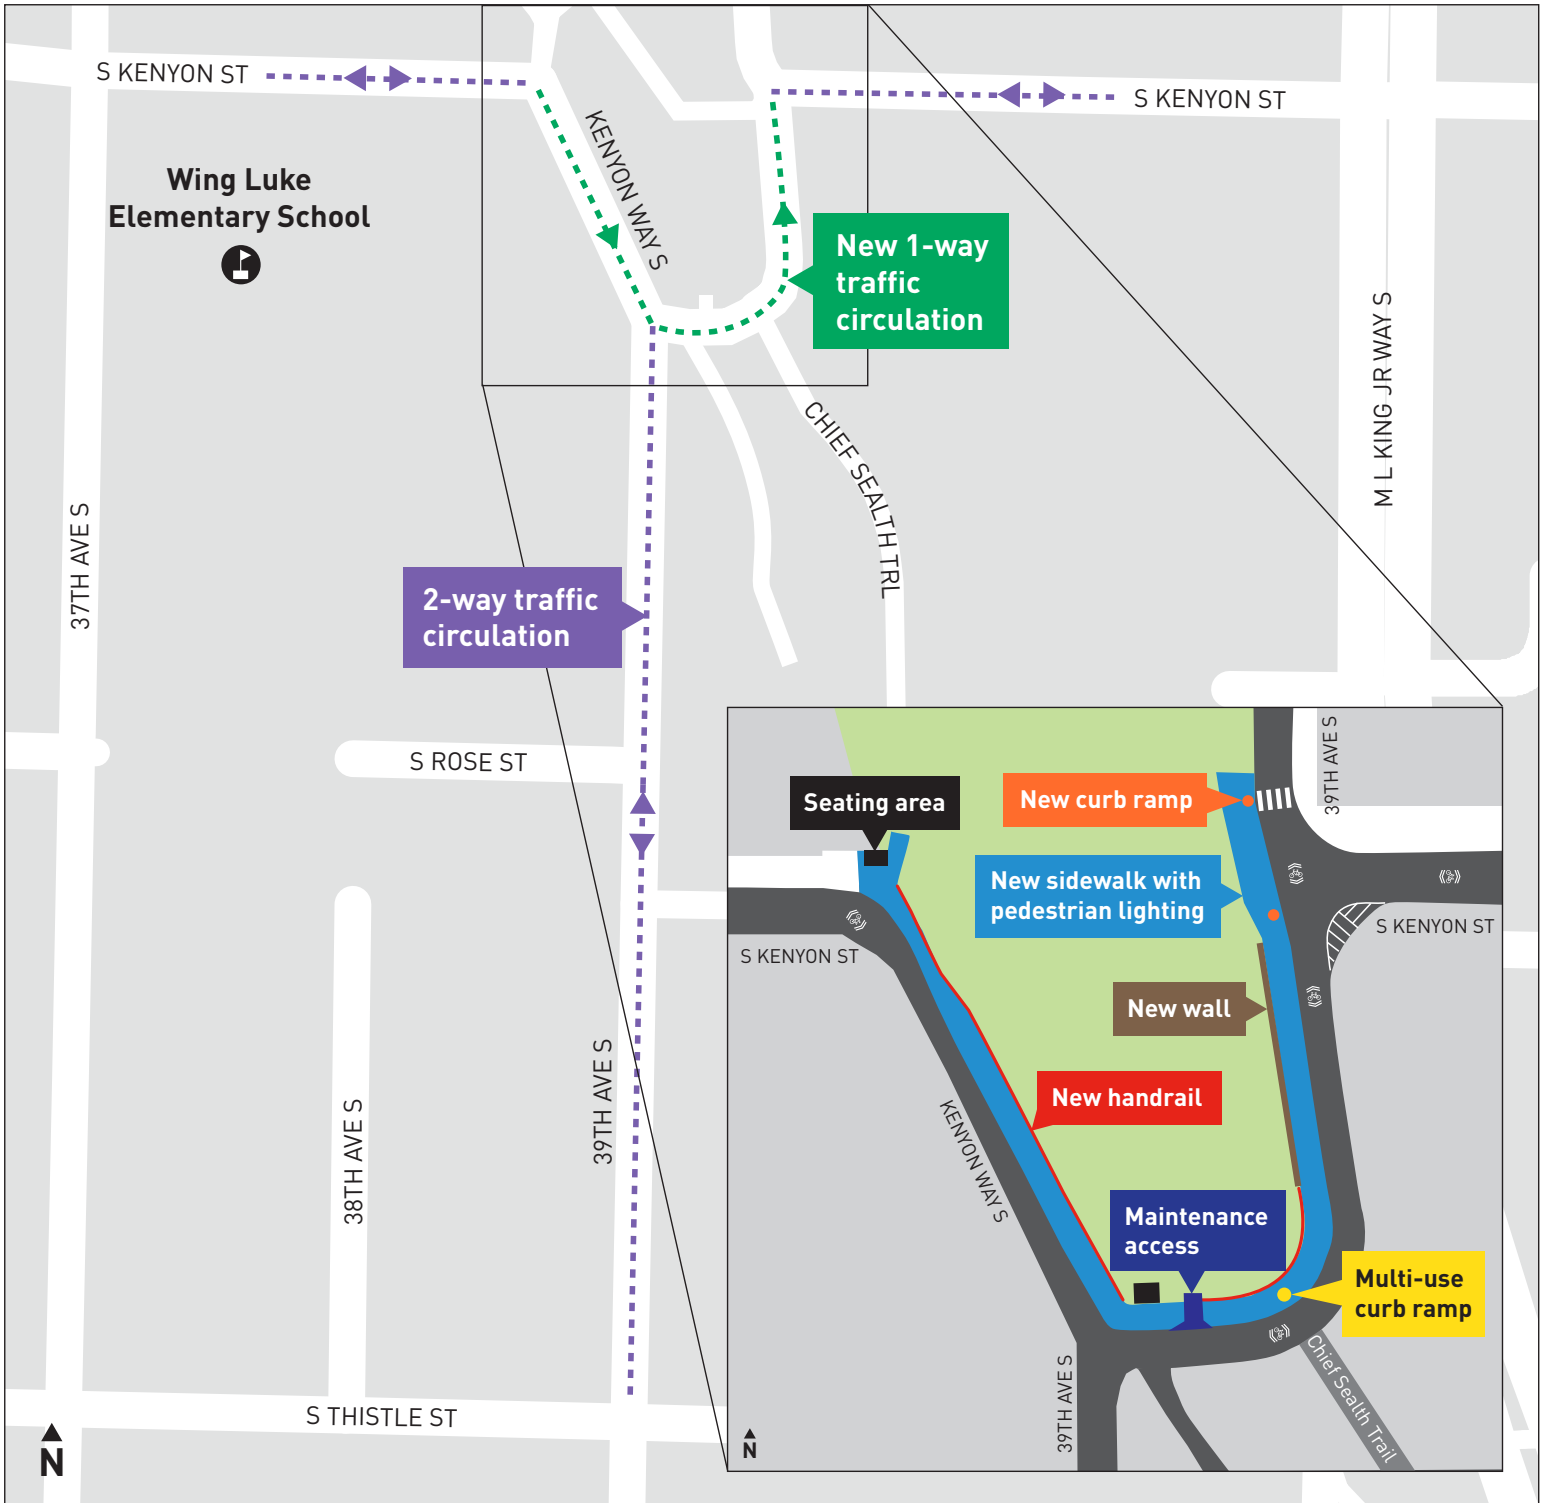 S KENYON ST
S KENYON ST
KENYON WAY S
Wing Luke
Elementary School
New 1-way
traffic
circulation
M L KING JR WAY S
CHIEF SEALTH TRL
37TH AVE S
2-way traffic
circulation
S ROSE ST
39TH AVE S
38TH AVE S
S THISTLE ST
N
39TH AVE S
Seating area
New curb ramp
New sidewalk with
pedestrian lighting
S KENYON ST
S KENYON ST
New wall
New handrail
KENYON WAY S
Maintenance
access
Multi-use
curb ramp
Chief Sealth Trail
39TH AVE S
N